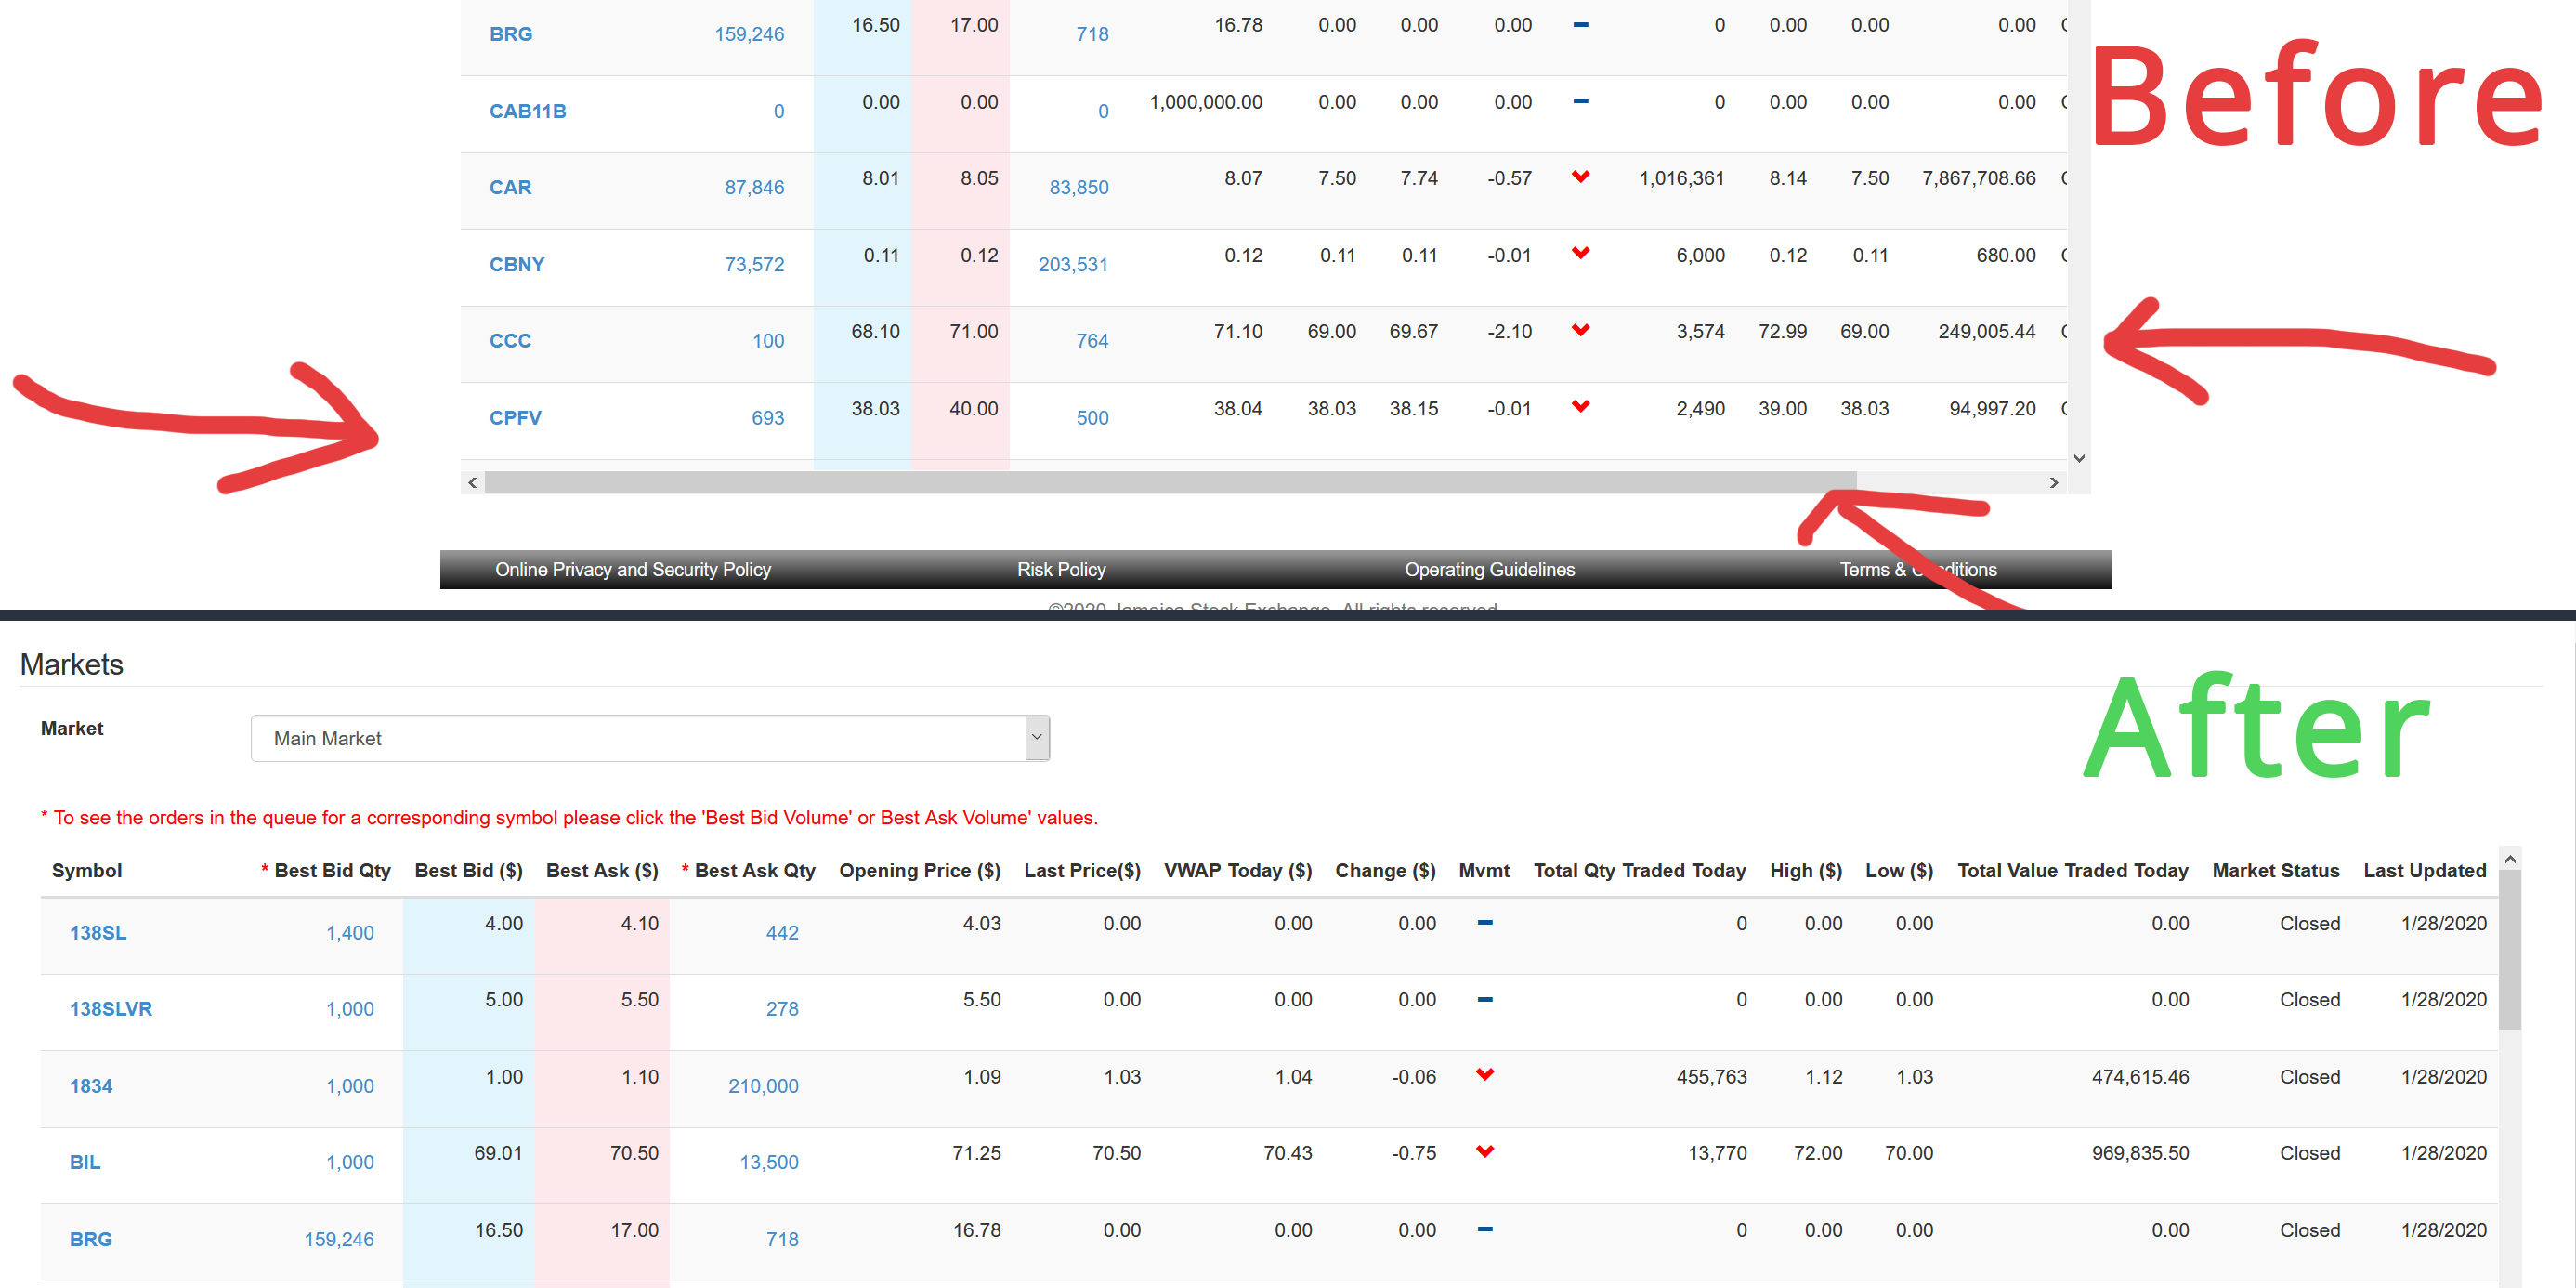 BRG 159,246 16.50 17.00 718 16.78 0.00 0.00 0.00 0 0.00 0.00 0.00
Before
CAB11B 0 0.00 0.00 0 1,000,000.00 0.00 0.00 0.00 0 0.00 0.00 0.00
CAR 87,846 8.01 8.05 83,850 8.07 7.50 7.74 -0.57 1,016,361 8.14 7.50 7,867,708.66
CBNY 73,572 0.11 0.12 203,531 0.12 0.11 0.11 -0.01 6,000 0.12 0.11 680.00
CCC 100 68.10 71.00 764 71.10 69.00 69.67 -2.10 3,574 72.99 69.00 249,005.44
CPFV 693 38.03 40.00 500 38.04 38.03 38.15 -0.01 2,490 39.00 38.03 94,997.20
Online Privacy and Security Policy Risk Policy Operating Guidelines Terms & Conditions
©2020 Jamaica Stock Exchange. All rights reserved.
Markets
After
Market Main Market
* To see the orders in the queue for a corresponding symbol please click the 'Best Bid Volume' or Best Ask Volume' values.
Symbol * Best Bid Qty Best Bid ($) Best Ask ($) * Best Ask Qty Opening Price ($) Last Price($) VWAP Today ($) Change ($) Mvmt Total Qty Traded Today High ($) Low ($) Total Value Traded Today Market Status Last Updated
138SL 1,400 4.00 4.10 442 4.03 0.00 0.00 0.00 0 0.00 0.00 0.00 Closed 1/28/2020
138SLVR 1,000 5.00 5.50 278 5.50 0.00 0.00 0.00 0 0.00 0.00 0.00 Closed 1/28/2020
1834 1,000 1.00 1.10 210,000 1.09 1.03 1.04 -0.06 455,763 1.12 1.03 474,615.46 Closed 1/28/2020
BIL 1,000 69.01 70.50 13,500 71.25 70.50 70.43 -0.75 13,770 72.00 70.00 969,835.50 Closed 1/28/2020
BRG 159,246 16.50 17.00 718 16.78 0.00 0.00 0.00 0 0.00 0.00 0.00 Closed 1/28/2020